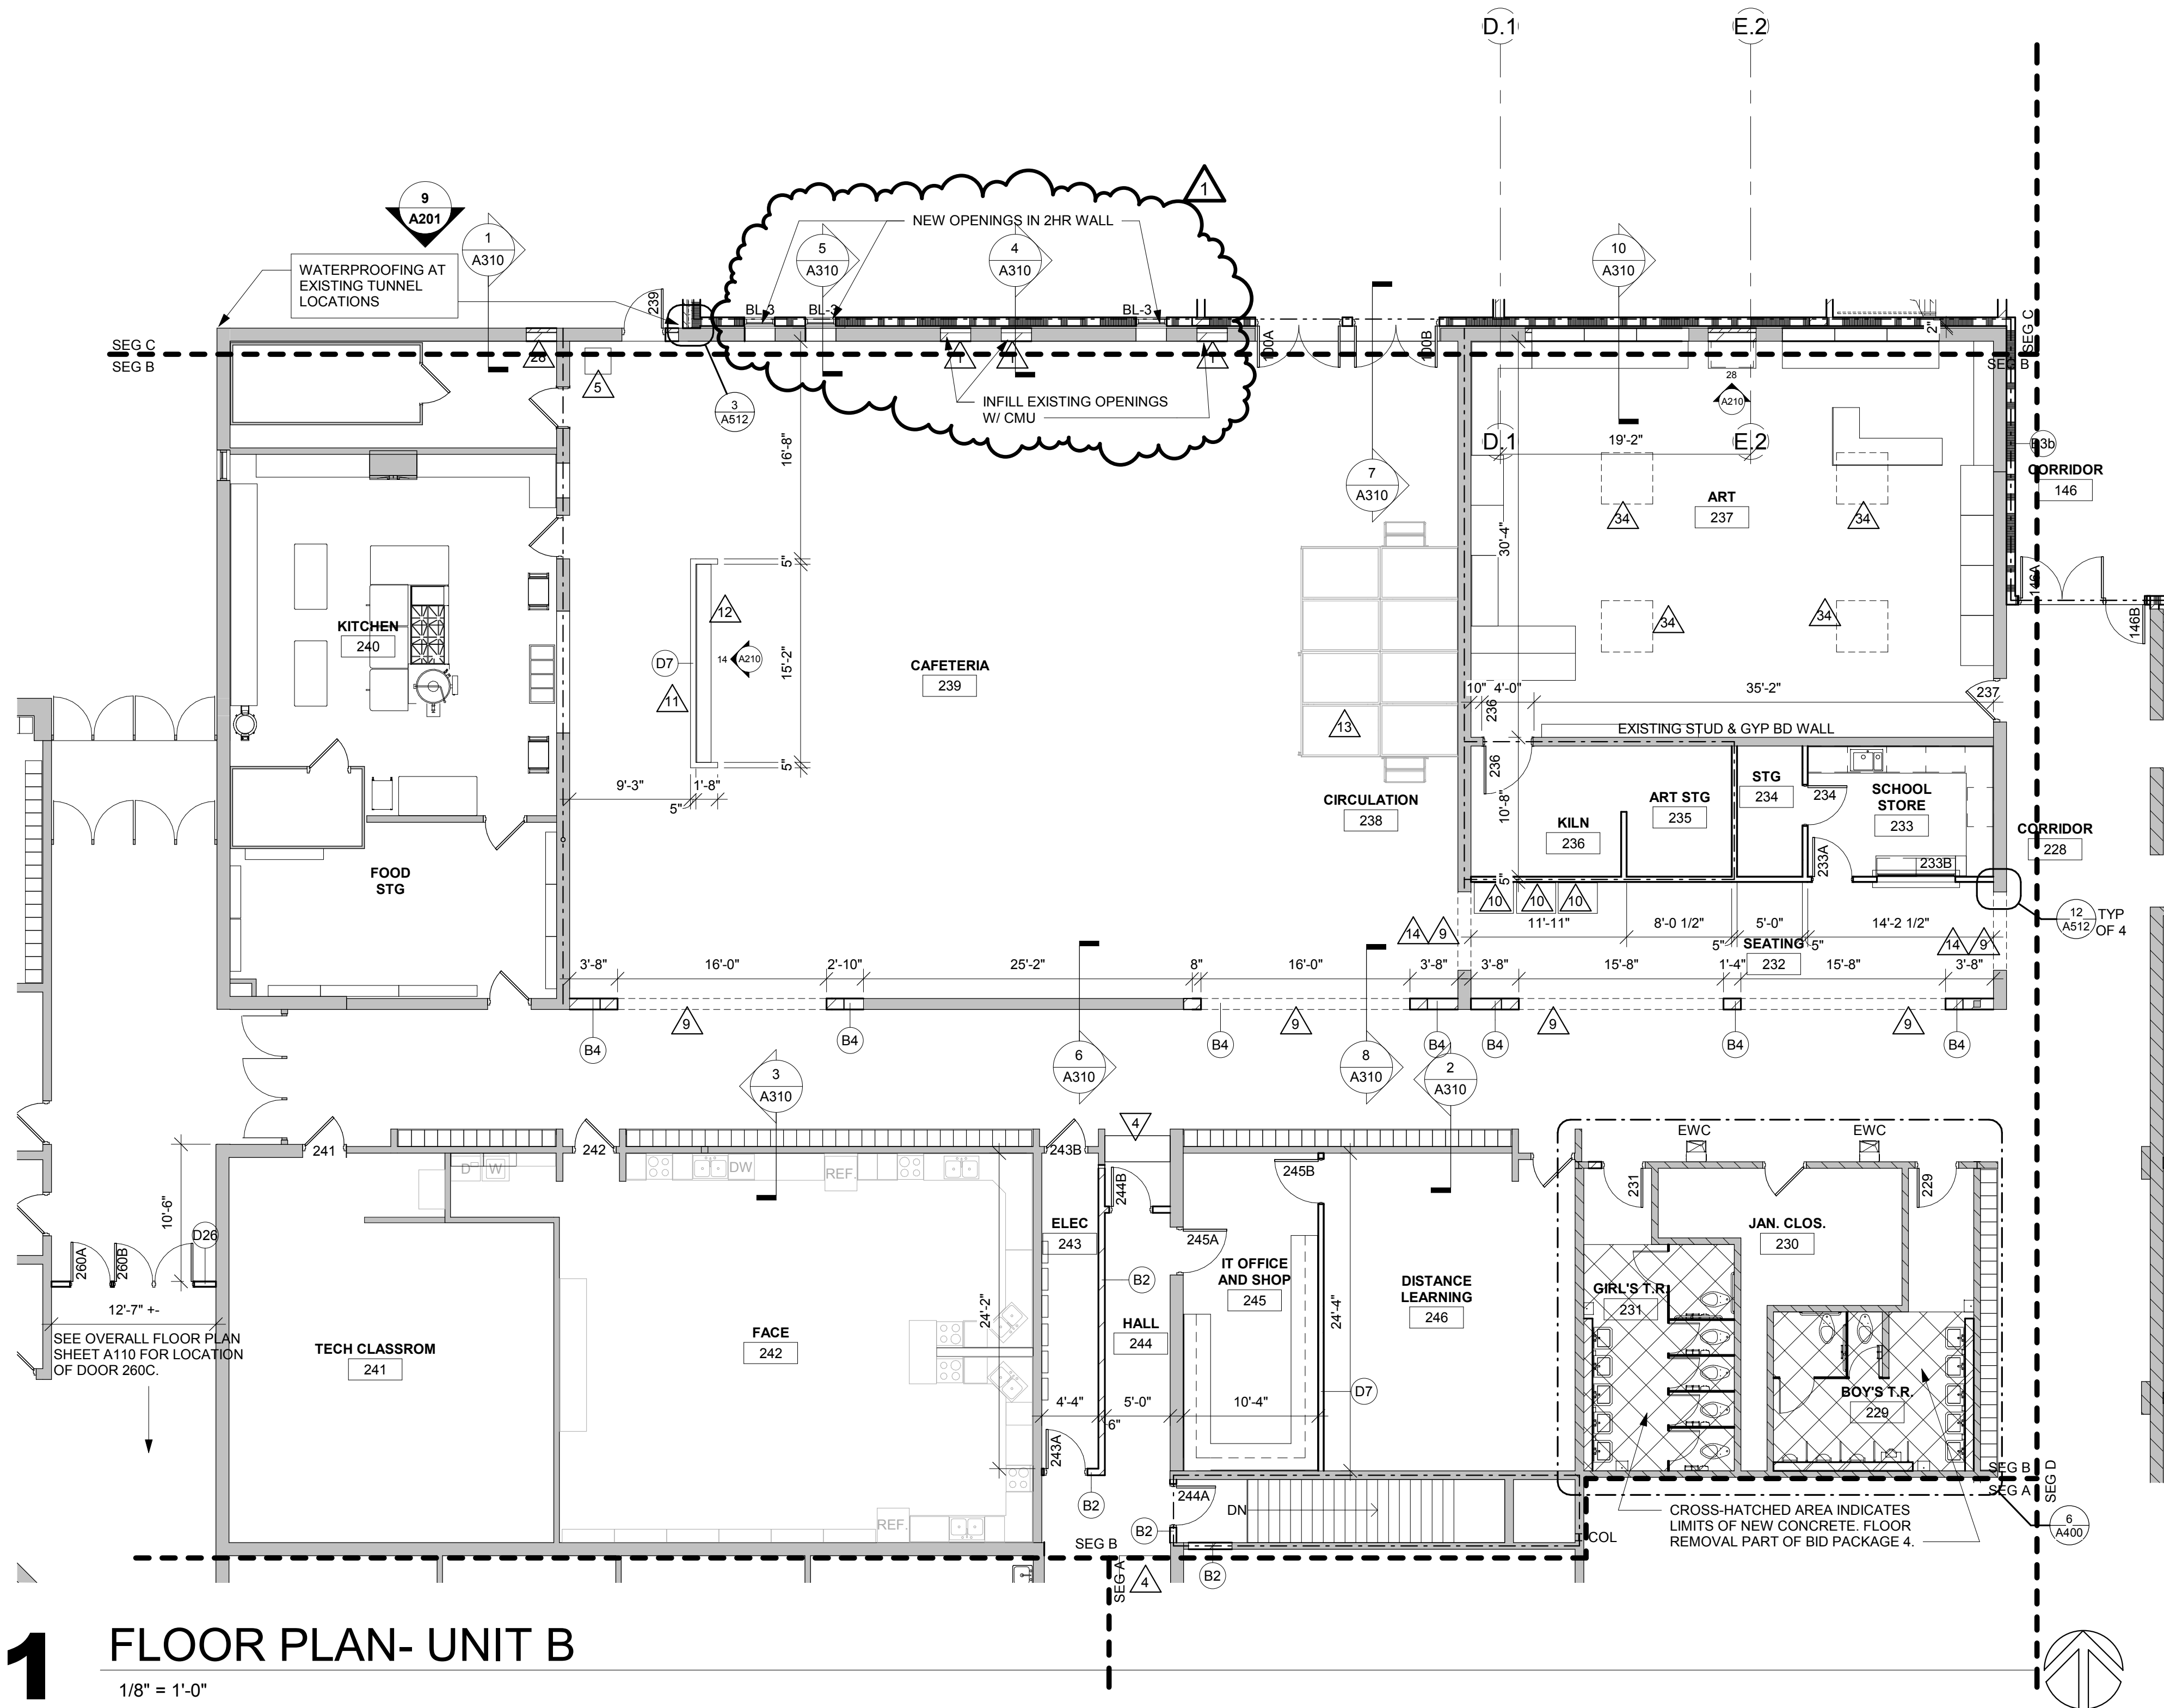 D.1
E.2
1
9
A201
1
A310
NEW OPENINGS IN 2HR WALL
5
A310
4
A310
10
A310
WATERPROOFING AT
EXISTING TUNNEL
LOCATIONS
239
BL-3
BL-3
BL-3
100A
100B
2"
SEG C
SEG B
SEG C
SEG B
28
5
1
1
1
3
A512
INFILL EXISTING OPENINGS
W/ CMU
28
A210
D.1
E.2
19'-2"
16'-8"
7
A310
B3b
CORRIDOR
146
ART
237
34
34
30'-4"
5"
146A
146B
12
KITCHEN
240
D7
14
A210
15'-2"
CAFETERIA
239
11
34
34
10"
4'-0"
35'-2"
237
236
13
EXISTING STUD & GYP BD WALL
5"
9'-3"
1'-8"
5"
236
10'-8"
STG
234
234
SCHOOL
STORE
233
ART STG
235
CIRCULATION
238
KILN
236
CORRIDOR
228
233A
233B
FOOD
STG
5"
10
10
10
12
A512
TYP
OF 4
11'-11"
8'-0 1/2"
5'-0"
14'-2 1/2"
14
9
5"
SEATING
232
5"
14
9
3'-8"
16'-0"
2'-10"
25'-2"
8"
16'-0"
3'-8"
3'-8"
15'-8"
1'-4"
15'-8"
3'-8"
9
9
9
9
B4
B4
B4
B4
B4
B4
B4
6
A310
8
A310
3
A310
2
A310
4
EWC
EWC
241
242
243B
245B
D
W
DW
REF.
244B
231
229
10'-6"
D26
260A
260B
ELEC
243
245A
JAN. CLOS.
230
B2
IT OFFICE
AND SHOP
245
DISTANCE
LEARNING
246
GIRL'S T.R.
231
12'-7" +-
24'-2"
24'-4"
SEE OVERALL FLOOR PLAN
SHEET A110 FOR LOCATION
OF DOOR 260C.
TECH CLASSROM
241
FACE
242
HALL
244
4'-4"
5'-0"
10'-4"
D7
6"
BOY'S T.R.
229
243A
B2
244A
DN
B2
REF.
COL
SEG B
SEG A
SEG D
CROSS-HATCHED AREA INDICATES
LIMITS OF NEW CONCRETE. FLOOR
REMOVAL PART OF BID PACKAGE 4.
6
A400
SEG B
SEG A
4
B2
1
FLOOR PLAN- UNIT B
1/8" = 1'-0"